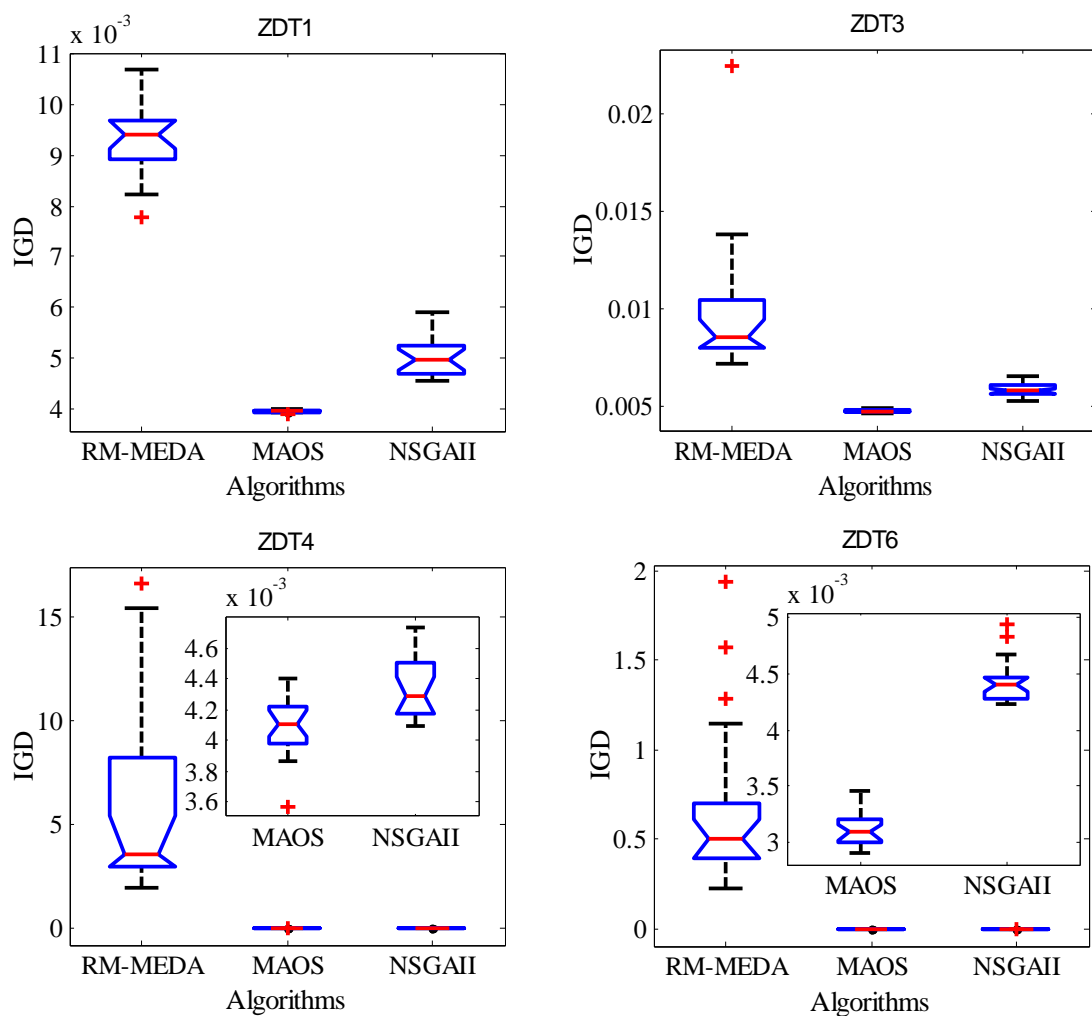 ZDT1
x 10^-3
11
10
9
8
7
6
5
4
IGD
RM-MEDA MAOS NSGAII
Algorithms
ZDT3
0.02
0.015
0.01
0.005
IGD
RM-MEDA MAOS NSGAII
Algorithms
ZDT4
15
10
5
0
IGD
x 10^-3
4.6
4.4
4.2
4
3.8
3.6
MAOS NSGAII
RM-MEDA MAOS NSGAII
Algorithms
ZDT6
2
1.5
1
0.5
0
IGD
x 10^-3
5
4.5
4
3.5
3
MAOS NSGAII
RM-MEDA MAOS NSGAII
Algorithms